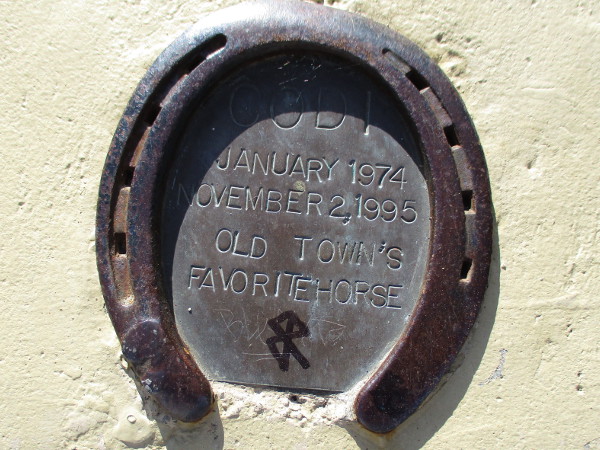 CODI
JANUARY 1974
NOVEMBER 2, 1995
OLD TOWN'S
FAVORITE HORSE